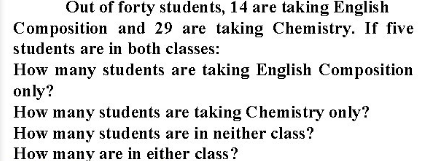 Out of forty students, 14 are taking English
Composition and 29 are taking Chemistry. If five
students are in both classes:
How many students are taking English Composition
only?
How many students are taking Chemistry only?
How many students are in neither class?
How many are in either class?